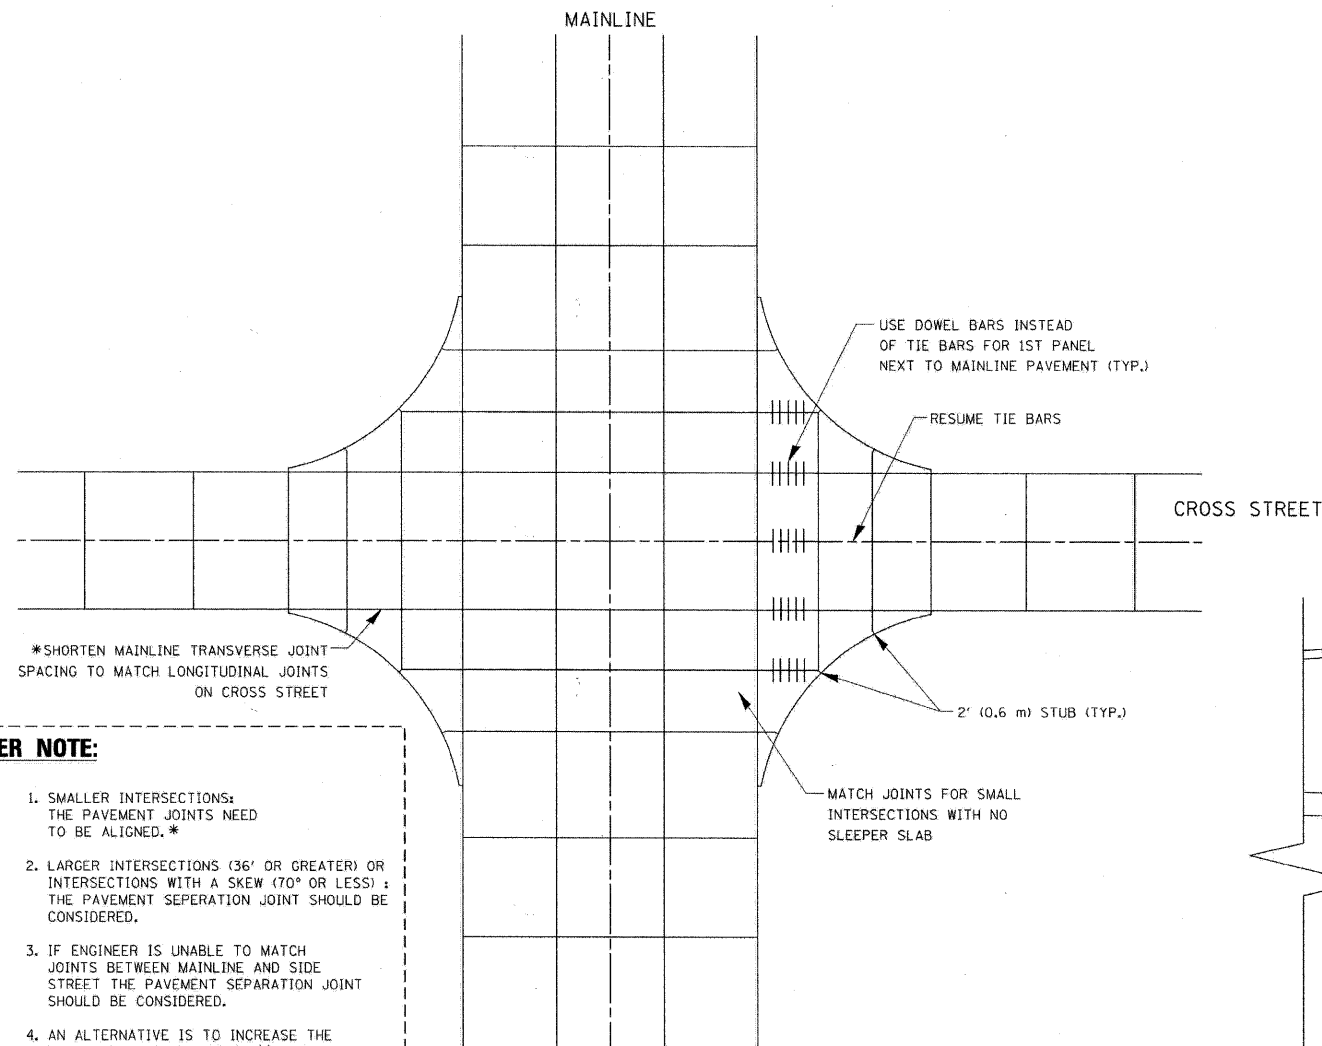 MAINLINE
USE DOWEL BARS INSTEAD
OF TIE BARS FOR 1ST PANEL
NEXT TO MAINLINE PAVEMENT (TYP.)
RESUME TIE BARS
CROSS STREET
*SHORTEN MAINLINE TRANSVERSE JOINT
SPACING TO MATCH LONGITUDINAL JOINTS
ON CROSS STREET
2' (0.6 m) STUB (TYP.)
MATCH JOINTS FOR SMALL
INTERSECTIONS WITH NO
SLEEPER SLAB
ER NOTE:
1. SMALLER INTERSECTIONS:
THE PAVEMENT JOINTS NEED
TO BE ALIGNED. *
2. LARGER INTERSECTIONS (36' OR GREATER) OR
INTERSECTIONS WITH A SKEW (70° OR LESS) :
THE PAVEMENT SEPERATION JOINT SHOULD BE
CONSIDERED.
3. IF ENGINEER IS UNABLE TO MATCH
JOINTS BETWEEN MAINLINE AND SIDE
STREET THE PAVEMENT SEPARATION JOINT
SHOULD BE CONSIDERED.
4. AN ALTERNATIVE IS TO INCREASE THE